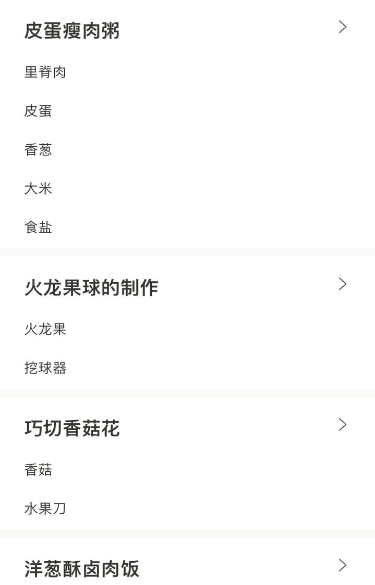 皮蛋瘦肉粥
里脊肉
皮蛋
香葱
大米
食盐
火龙果球的制作
火龙果
挖球器
巧切香菇花
香菇
水果刀
洋葱酥卤肉饭